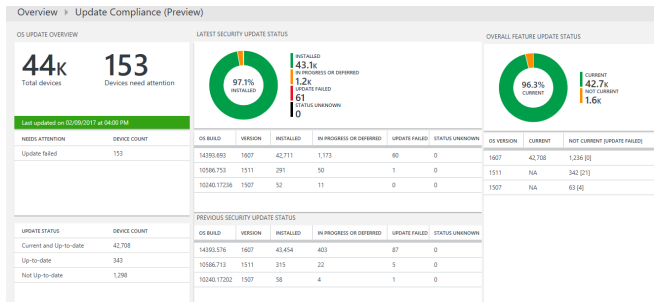 Overview ▸ Update Compliance (Preview)
OS UPDATE OVERVIEW
44K
Total devices
153
Devices need attention
Last updated on 02/09/2017 at 04:00 PM
NEEDS ATTENTION DEVICE COUNT
Update failed 153
UPDATE STATUS DEVICE COUNT
Current and Up-to-date 42,708
Up-to-date 343
Not Up-to-date 1,298
LATEST SECURITY UPDATE STATUS
97.1%
INSTALLED
INSTALLED
43.1K
IN PROGRESS OR DEFERRED
1.2K
UPDATE FAILED
61
STATUS UNKNOWN
0
OS BUILD VERSION INSTALLED IN PROGRESS OR DEFERRED UPDATE FAILED STATUS UNKNOWN
14393.693 1607 42,711 1,173 60 0
10586.753 1511 291 50 1 0
10240.17236 1507 52 11 0 0
PREVIOUS SECURITY UPDATE STATUS
OS BUILD VERSION INSTALLED IN PROGRESS OR DEFERRED UPDATE FAILED STATUS UNKNOWN
14393.576 1607 43,454 403 87 0
10586.713 1511 315 22 5 0
10240.17202 1507 58 4 1 0
OVERALL FEATURE UPDATE STATUS
96.3%
CURRENT
CURRENT
42.7K
NOT CURRENT
1.6K
OS VERSION CURRENT NOT CURRENT (UPDATE FAILED)
1607 42,708 1,236 [0]
1511 NA 342 [21]
1507 NA 63 [4]